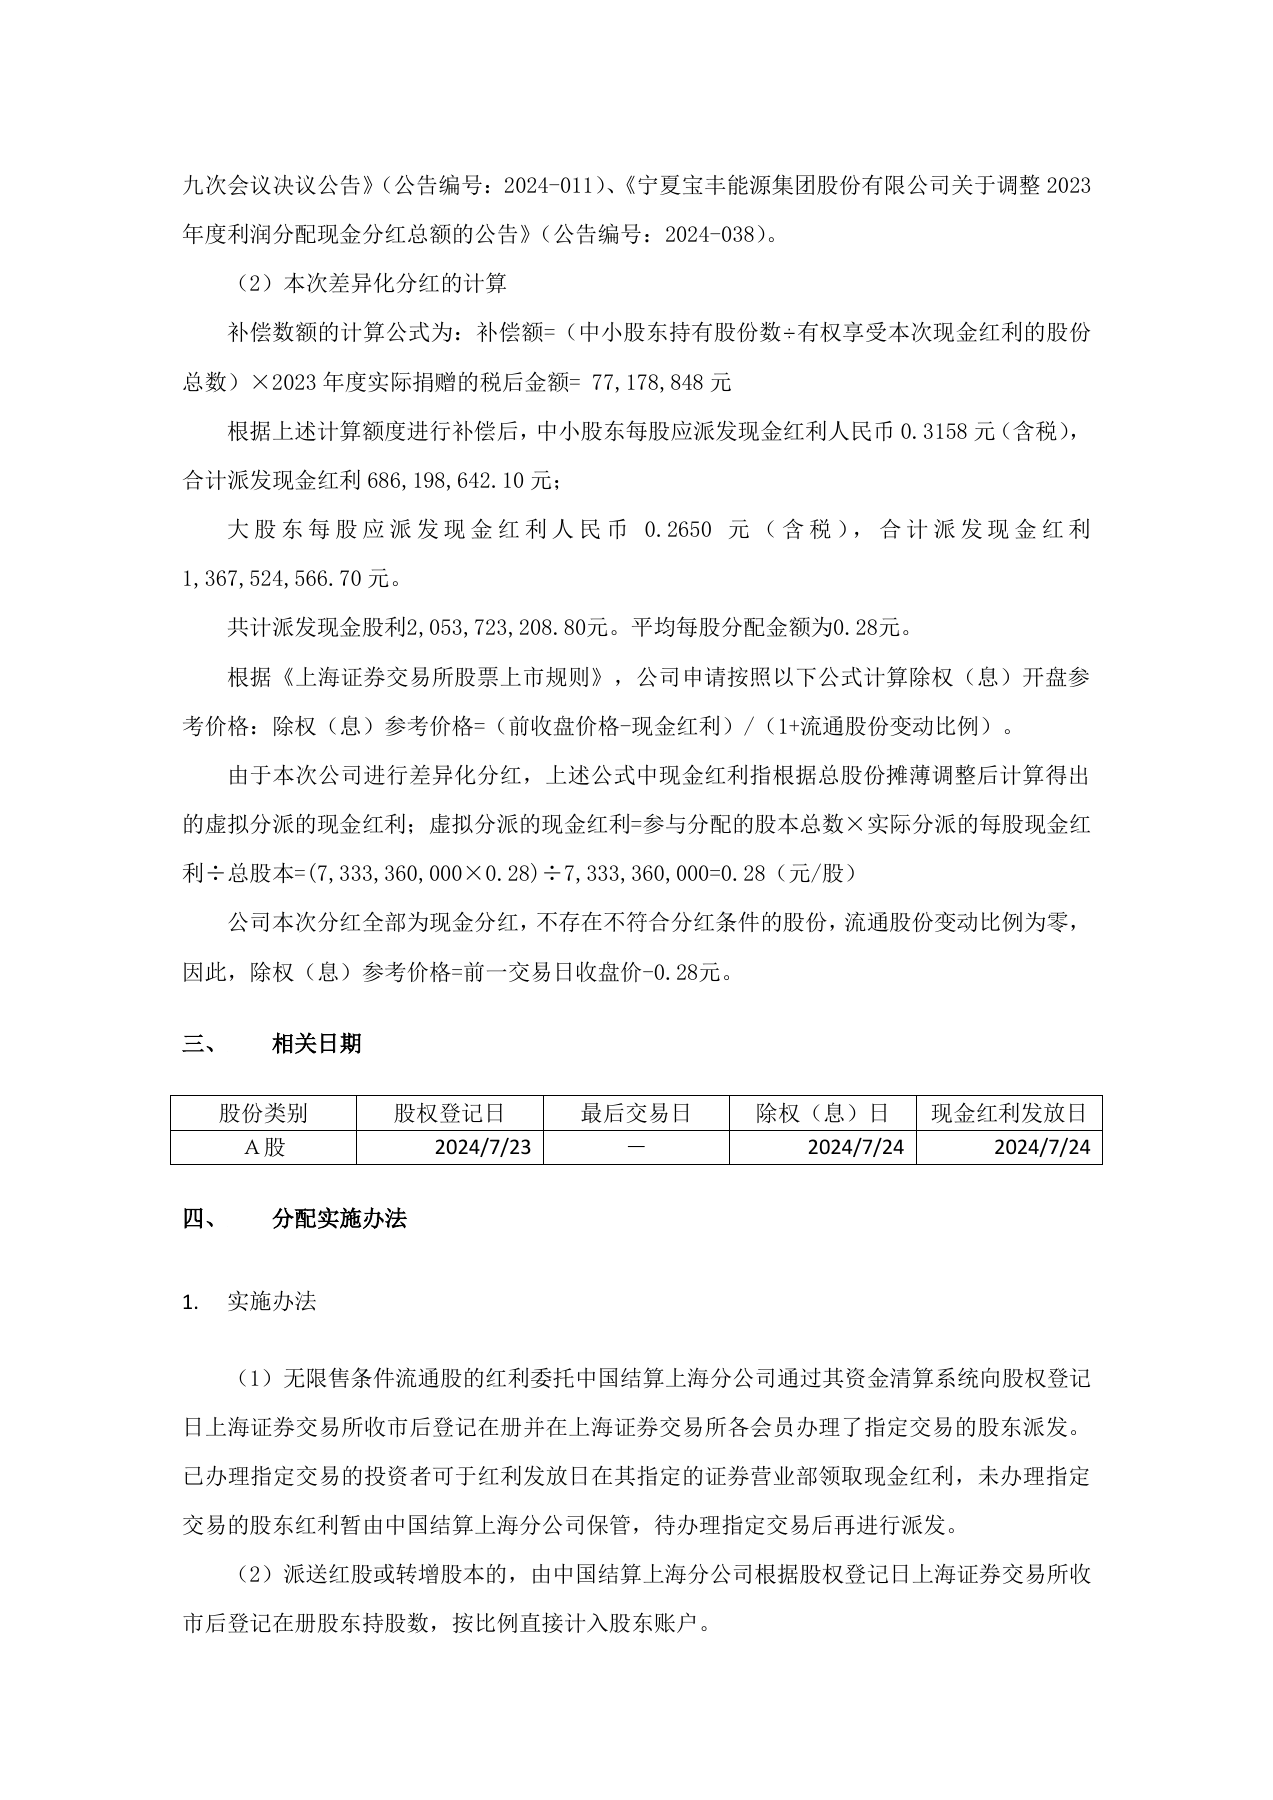 九次会议决议公告》（公告编号：2024-011）、《宁夏宝丰能源集团股份有限公司关于调整 2023
年度利润分配现金分红总额的公告》（公告编号：2024-038）。
（2）本次差异化分红的计算
补偿数额的计算公式为：补偿额=（中小股东持有股份数÷有权享受本次现金红利的股份
总数）×2023 年度实际捐赠的税后金额= 77,178,848 元
根据上述计算额度进行补偿后，中小股东每股应派发现金红利人民币 0.3158 元（含税），
合计派发现金红利 686,198,642.10 元；
大股东每股应派发现金红利人民币 0.2650 元（含税），合计派发现金红利
1,367,524,566.70 元。
共计派发现金股利2,053,723,208.80元。平均每股分配金额为0.28元。
根据《上海证券交易所股票上市规则》，公司申请按照以下公式计算除权（息）开盘参
考价格：除权（息）参考价格=（前收盘价格-现金红利）/（1+流通股份变动比例）。
由于本次公司进行差异化分红，上述公式中现金红利指根据总股份摊薄调整后计算得出
的虚拟分派的现金红利；虚拟分派的现金红利=参与分配的股本总数×实际分派的每股现金红
利÷总股本=(7,333,360,000×0.28)÷7,333,360,000=0.28（元/股）
公司本次分红全部为现金分红，不存在不符合分红条件的股份，流通股份变动比例为零，
因此，除权（息）参考价格=前一交易日收盘价-0.28元。
三、 相关日期
股份类别 股权登记日 最后交易日 除权（息）日 现金红利发放日
Ａ股 2024/7/23 － 2024/7/24 2024/7/24
四、 分配实施办法
1. 实施办法
（1）无限售条件流通股的红利委托中国结算上海分公司通过其资金清算系统向股权登记
日上海证券交易所收市后登记在册并在上海证券交易所各会员办理了指定交易的股东派发。
已办理指定交易的投资者可于红利发放日在其指定的证券营业部领取现金红利，未办理指定
交易的股东红利暂由中国结算上海分公司保管，待办理指定交易后再进行派发。
（2）派送红股或转增股本的，由中国结算上海分公司根据股权登记日上海证券交易所收
市后登记在册股东持股数，按比例直接计入股东账户。